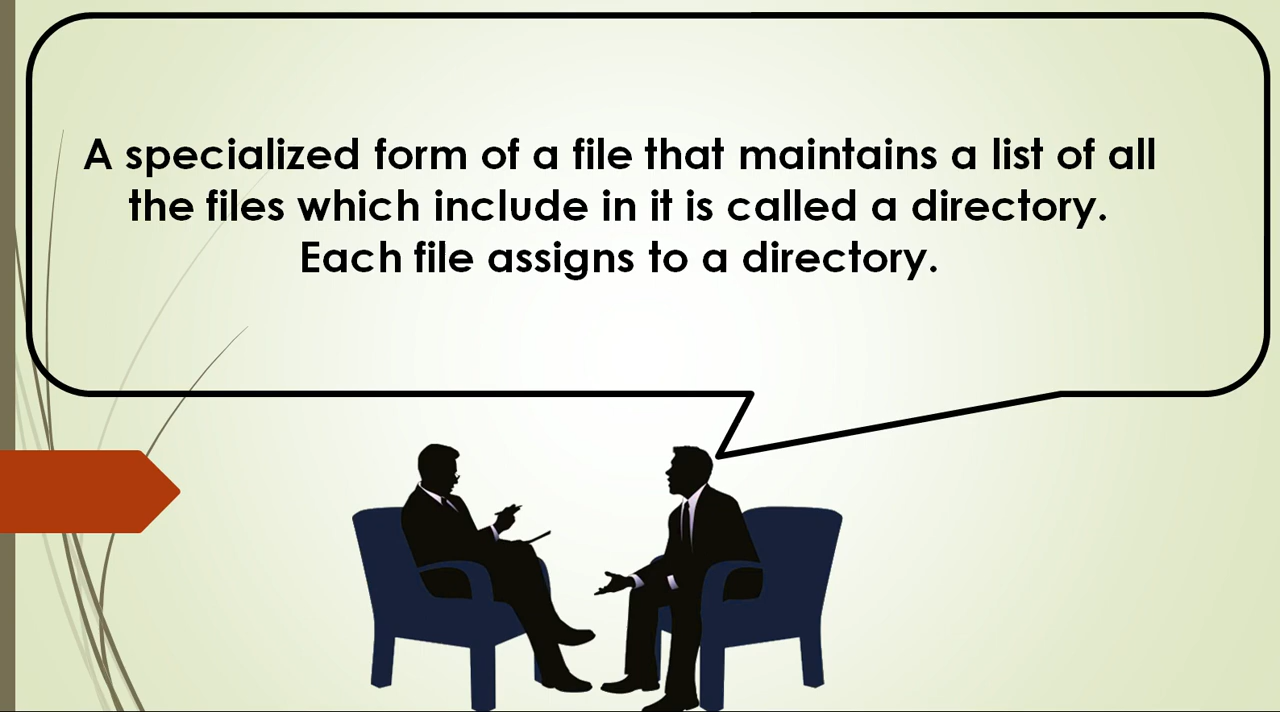 A specialized form of a file that maintains a list of all
the files which include in it is called a directory.
Each file assigns to a directory.